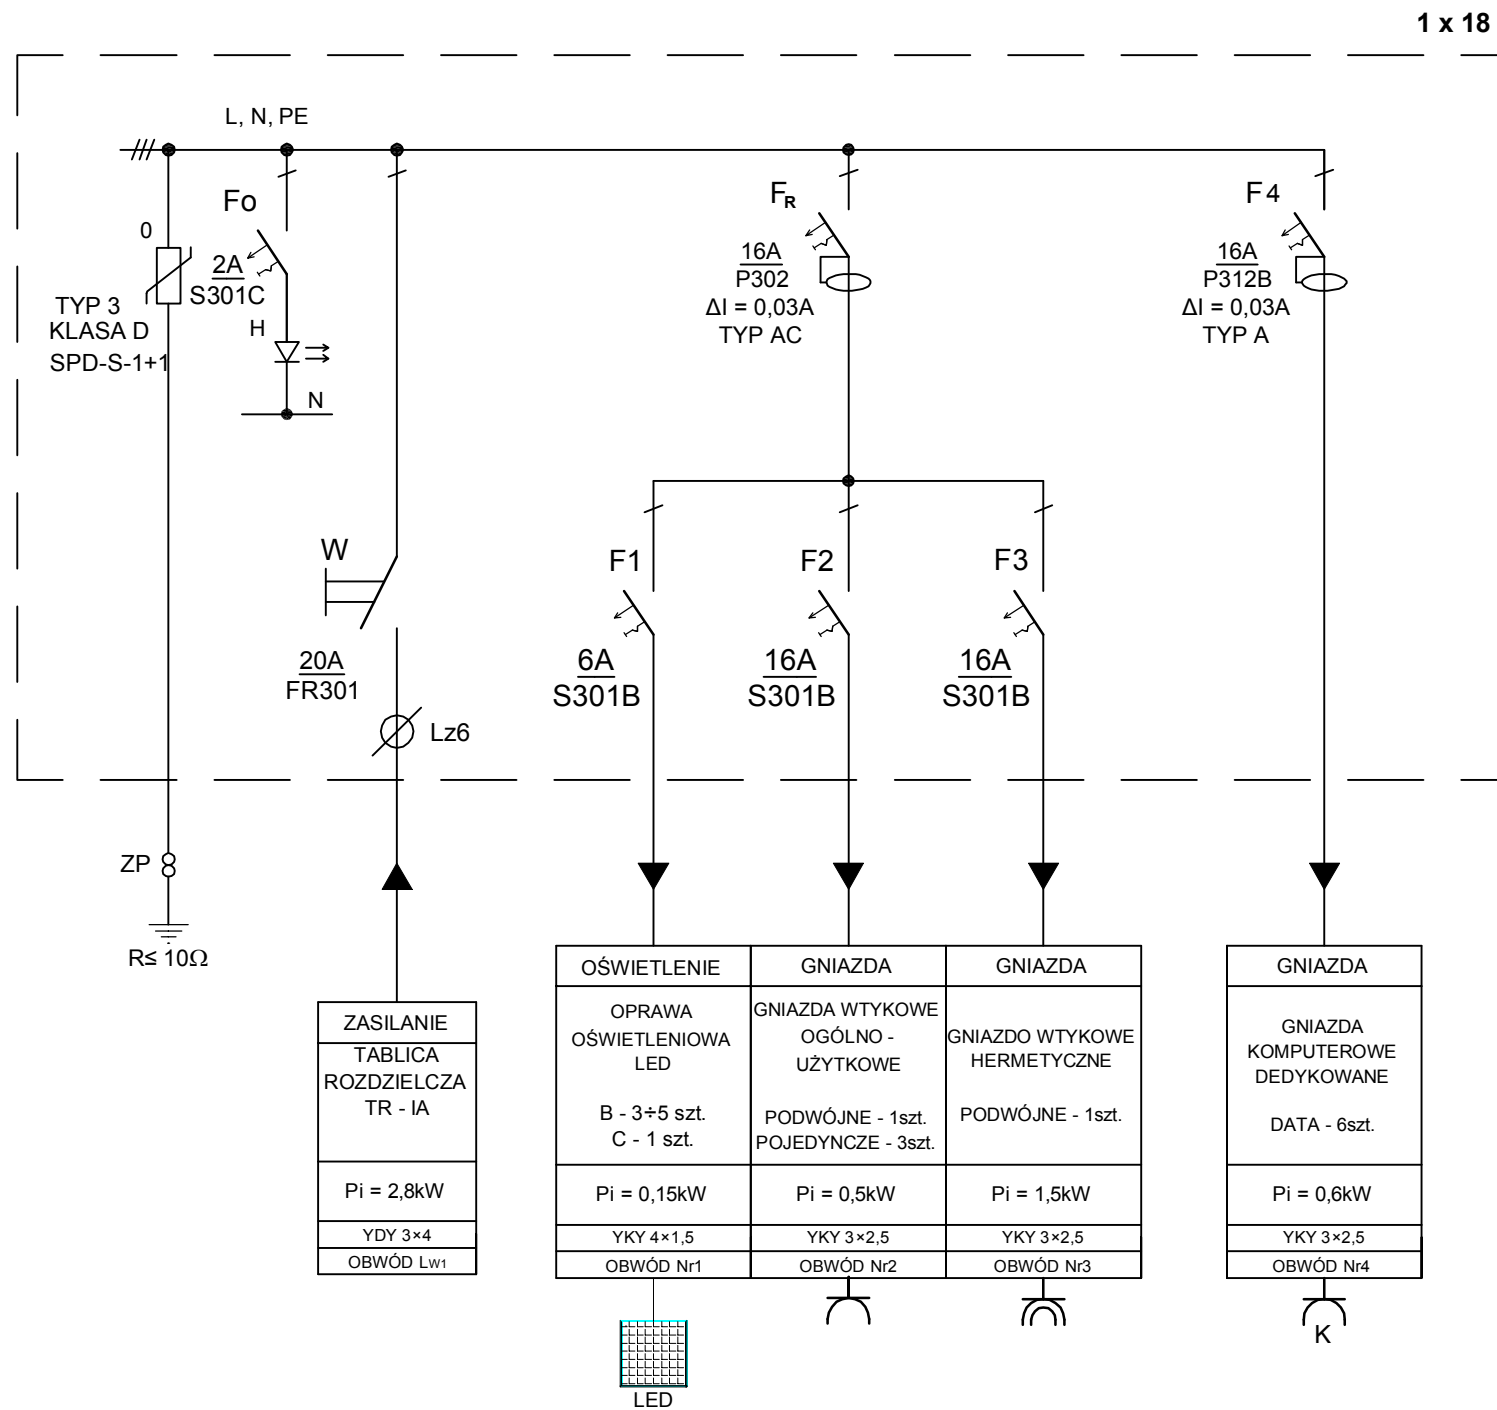 1 x 18
L, N, PE
0
TYP 3
KLASA D
SPD-S-1+1
Fo
2A
S301C
H
N
W
20A
FR301
Lz6
FR
16A
P302
ΔI = 0,03A
TYP AC
F4
16A
P312B
ΔI = 0,03A
TYP A
F1
6A
S301B
F2
16A
S301B
F3
16A
S301B
ZP
R≤ 10Ω
ZASILANIE
TABLICA
ROZDZIELCZA
TR - IA
Pi = 2,8kW
YDY 3×4
OBWÓD LW1
OŚWIETLENIE
OPRAWA
OŚWIETLENIOWA
LED
B - 3÷5 szt.
C - 1 szt.
Pi = 0,15kW
YKY 4×1,5
OBWÓD Nr1
LED
GNIAZDA
GNIAZDA WTYKOWE
OGÓLNO -
UŻYTKOWE
PODWÓJNE - 1szt.
POJEDYNCZE - 3szt.
Pi = 0,5kW
YKY 3×2,5
OBWÓD Nr2
GNIAZDA
GNIAZDO WTYKOWE
HERMETYCZNE
PODWÓJNE - 1szt.
Pi = 1,5kW
YKY 3×2,5
OBWÓD Nr3
GNIAZDA
GNIAZDA
KOMPUTEROWE
DEDYKOWANE
DATA - 6szt.
Pi = 0,6kW
YKY 3×2,5
OBWÓD Nr4
K